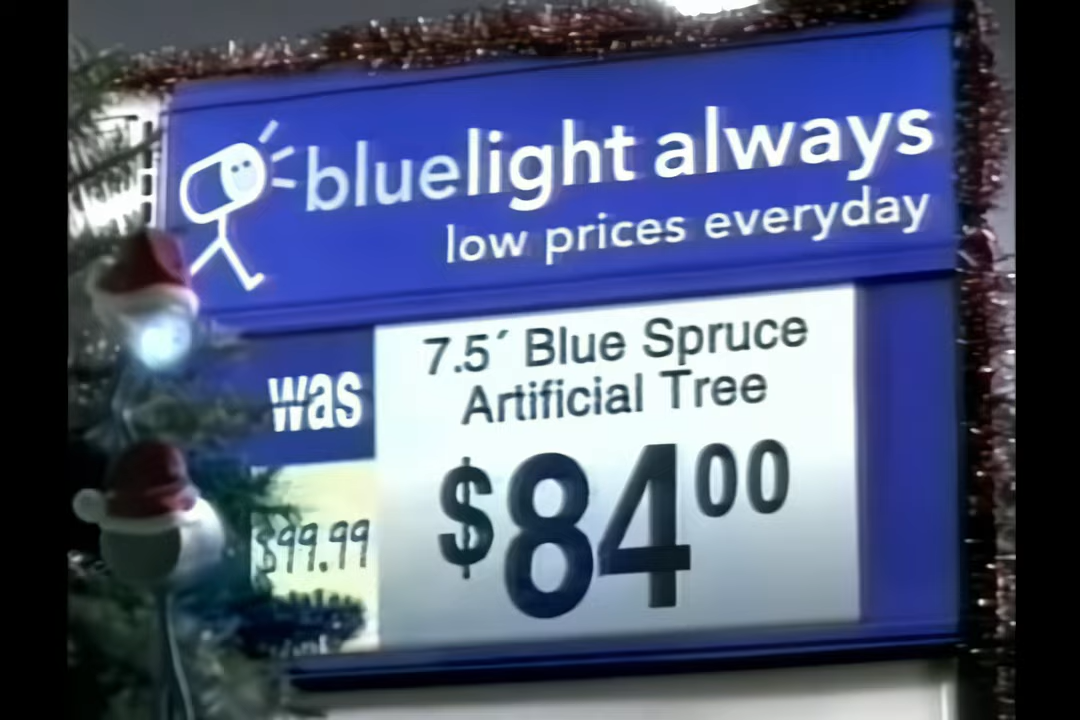 bluelight always
low prices everyday
7.5´ Blue Spruce
Artificial Tree
was
$84 00
$99.99